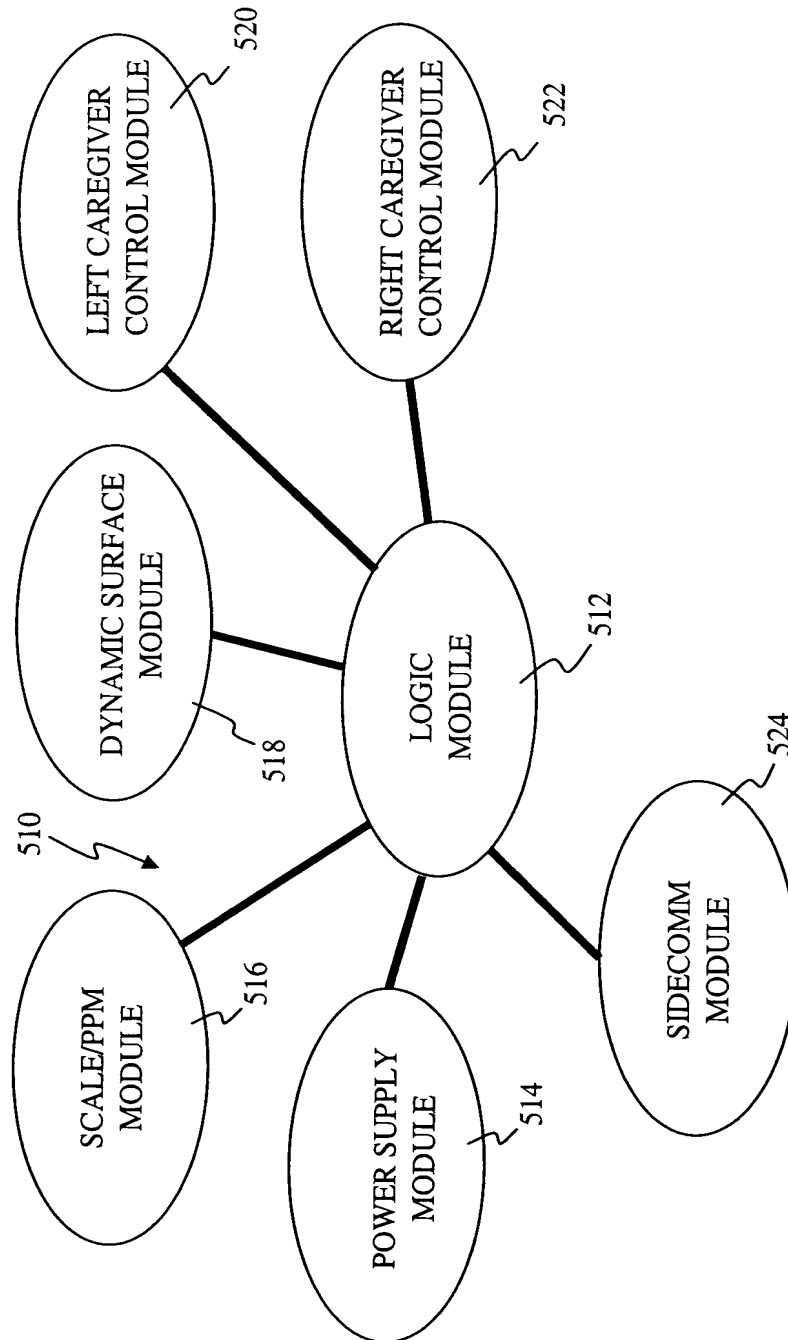 510
SCALE/PPM
MODULE
516
DYNAMIC SURFACE
MODULE
518
LEFT CAREGIVER
CONTROL MODULE
520
POWER SUPPLY
MODULE
514
LOGIC
MODULE
512
RIGHT CAREGIVER
CONTROL MODULE
522
SIDECOMM
MODULE
524